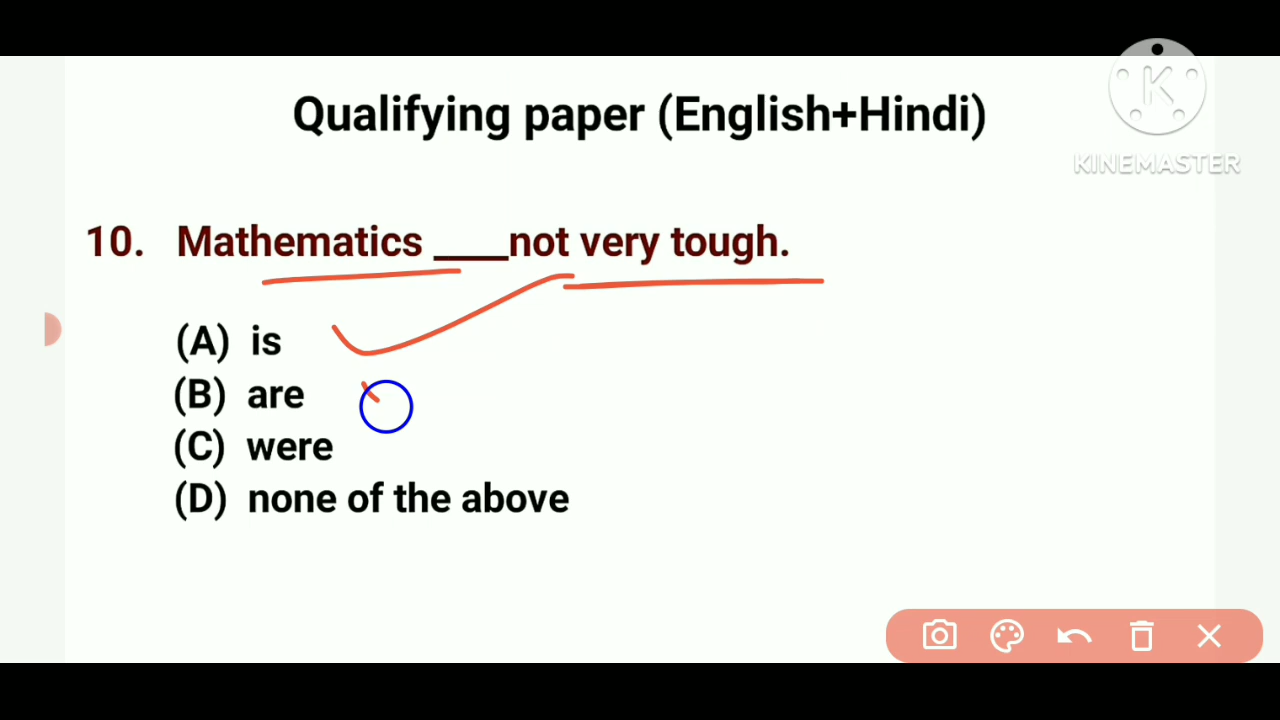 Qualifying paper (English+Hindi)
K
KINEMASTER
10. Mathematics ____not very tough.
(A) is
(B) are
(C) were
(D) none of the above